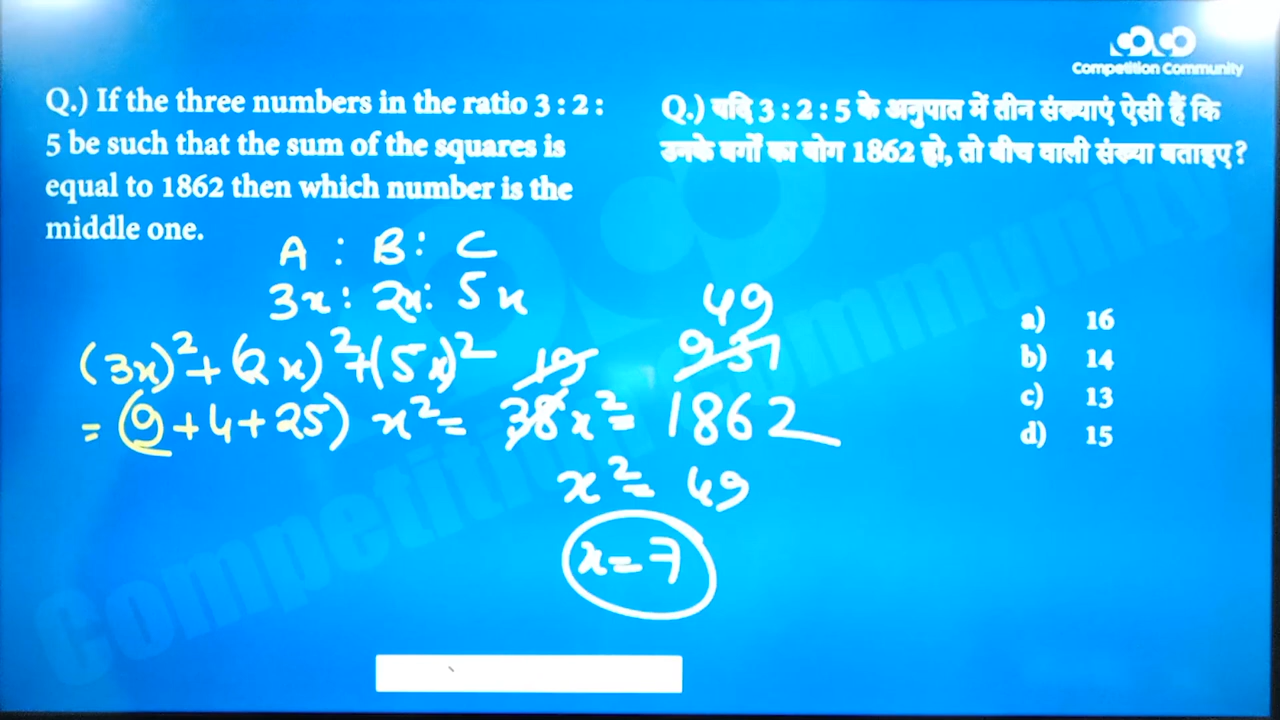 Competition Community
Q.) If the three numbers in the ratio 3 : 2 :
5 be such that the sum of the squares is
equal to 1862 then which number is the
middle one.
Q.) यदि 3 : 2 : 5 के अनुपात में तीन संख्याएं ऐसी हैं कि
उनके वर्गों का योग 1862 हो, तो बीच वाली संख्या बताइए ?
A : B : C
3x : 2x : 5x
49
(3x)² + (2x)² + (5x)² 19 931
= (9 + 4 + 25) x² = 38x² = 1862
x² = 49
x = 7
a) 16
b) 14
c) 13
d) 15
Competition Community